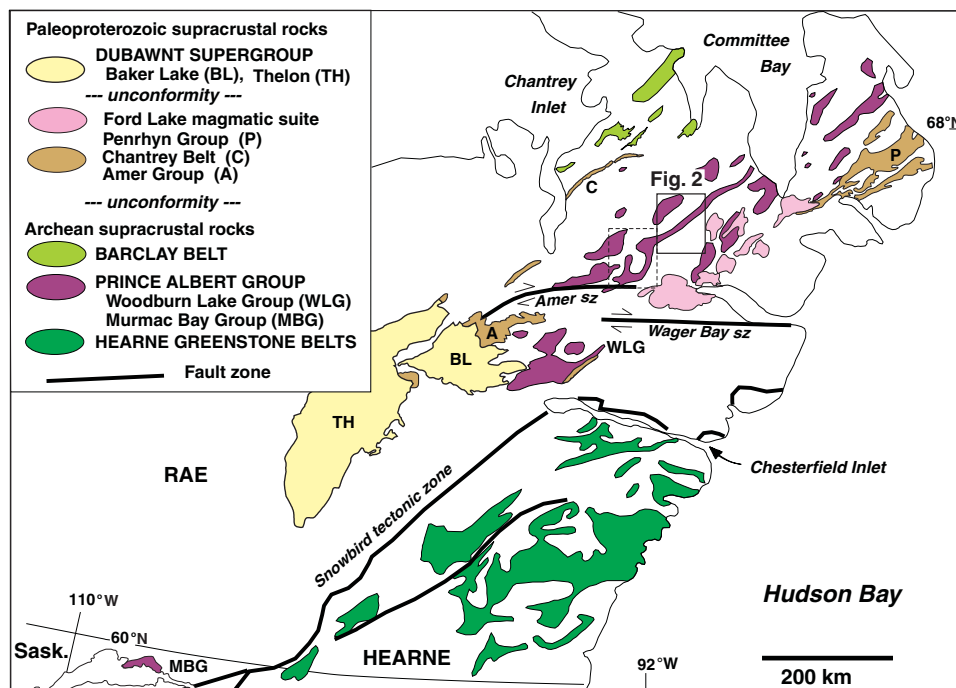 Paleoproterozoic supracrustal rocks
DUBAWNT SUPERGROUP
Baker Lake (BL), Thelon (TH)
--- unconformity ---
Ford Lake magmatic suite
Penrhyn Group (P)
Chantrey Belt (C)
Amer Group (A)
--- unconformity ---
Archean supracrustal rocks
BARCLAY BELT
PRINCE ALBERT GROUP
Woodburn Lake Group (WLG)
Murmac Bay Group (MBG)
HEARNE GREENSTONE BELTS
Fault zone
Committee
Bay
Chantrey
Inlet
68°N
P
C
Fig. 2
Amer sz
Wager Bay sz
A
WLG
BL
TH
Chesterfield Inlet
RAE
Snowbird tectonic zone
Hudson Bay
110°W
60°N
Sask.
MBG
HEARNE
92°W
200 km